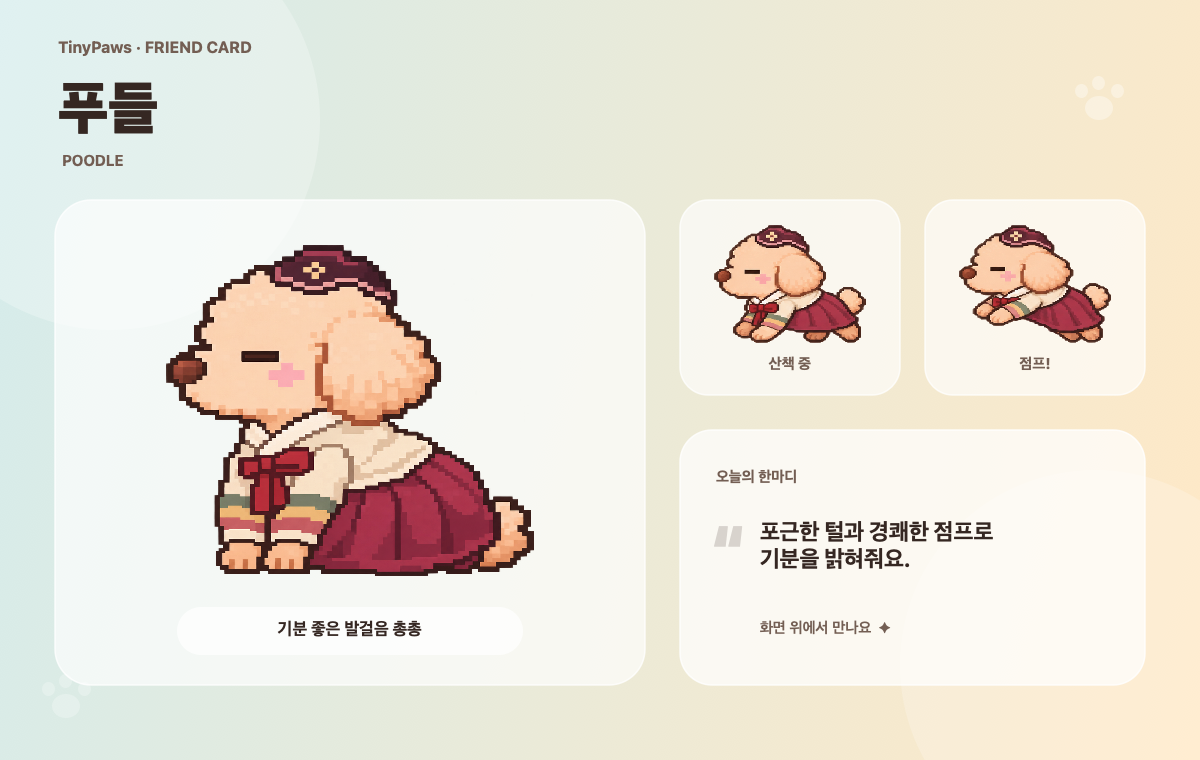 TinyPaws · FRIEND CARD
푸들
POODLE
기분 좋은 발걸음 총총
산책 중
점프!
오늘의 한마디
"
포근한 털과 경쾌한 점프로
기분을 밝혀줘요.
화면 위에서 만나요 ✦